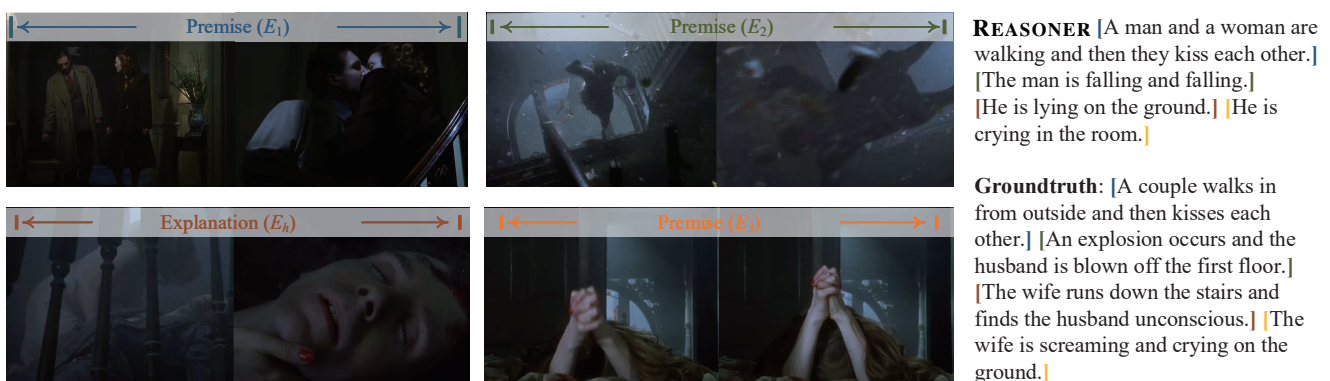 Premise (E1)
Premise (E2)
Explanation (Eh)
Premise (E3)
REASONER [A man and a woman are
walking and then they kiss each other.]
[The man is falling and falling.]
[He is lying on the ground.] [He is
crying in the room.]
Groundtruth: [A couple walks in
from outside and then kisses each
other.] [An explosion occurs and the
husband is blown off the first floor.]
[The wife runs down the stairs and
finds the husband unconscious.] [The
wife is screaming and crying on the
ground.]